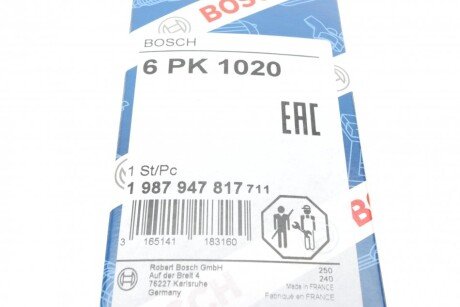 BOSCH
BOSCH
6 PK 1020
EAC
1 St/Pc
1 987 947 817 711
3 165141 183160
Robert Bosch GmbH
Auf der Breit 4
76227 Karlsruhe
Germany
250
240
Made in FRANCE
Fabriqué en FRANCE
BOSCH